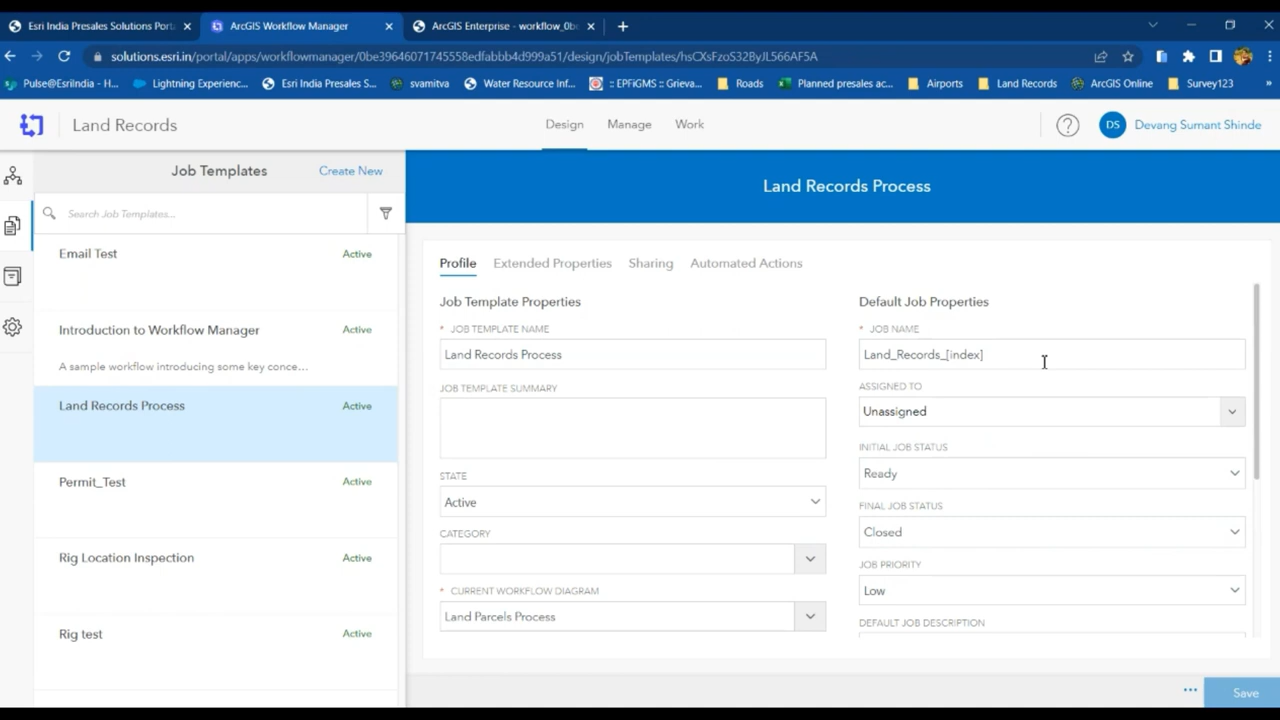 Esri India Presales Solutions Port
ArcGIS Workflow Manager
ArcGIS Enterprise - workflow_0b
solutions.esri.in/portal/apps/workflowmanager/0be39646071745558edfabbb4d999a51/design/jobTemplates/hsCXsFzoS32ByJL566AF5A
Pulse@EsriIndia - H...
Lightning Experienc...
Esri India Presales S...
svamitva
Water Resource Inf...
:: EPFiGMS :: Grieva...
Roads
Planned presales ac...
Airports
Land Records
ArcGIS Online
Survey123
»
Land Records
Design
Manage
Work
DS
Devang Sumant Shinde
Job Templates
Create New
Search Job Templates...
Email Test
Active
Introduction to Workflow Manager
Active
A sample workflow introducing some key conce...
Land Records Process
Active
Permit_Test
Active
Rig Location Inspection
Active
Rig test
Active
Land Records Process
Profile
Extended Properties
Sharing
Automated Actions
Job Template Properties
* JOB TEMPLATE NAME
Land Records Process
JOB TEMPLATE SUMMARY
STATE
Active
CATEGORY
* CURRENT WORKFLOW DIAGRAM
Land Parcels Process
Default Job Properties
* JOB NAME
Land_Records_[index]
ASSIGNED TO
Unassigned
INITIAL JOB STATUS
Ready
FINAL JOB STATUS
Closed
JOB PRIORITY
Low
DEFAULT JOB DESCRIPTION
...
Save